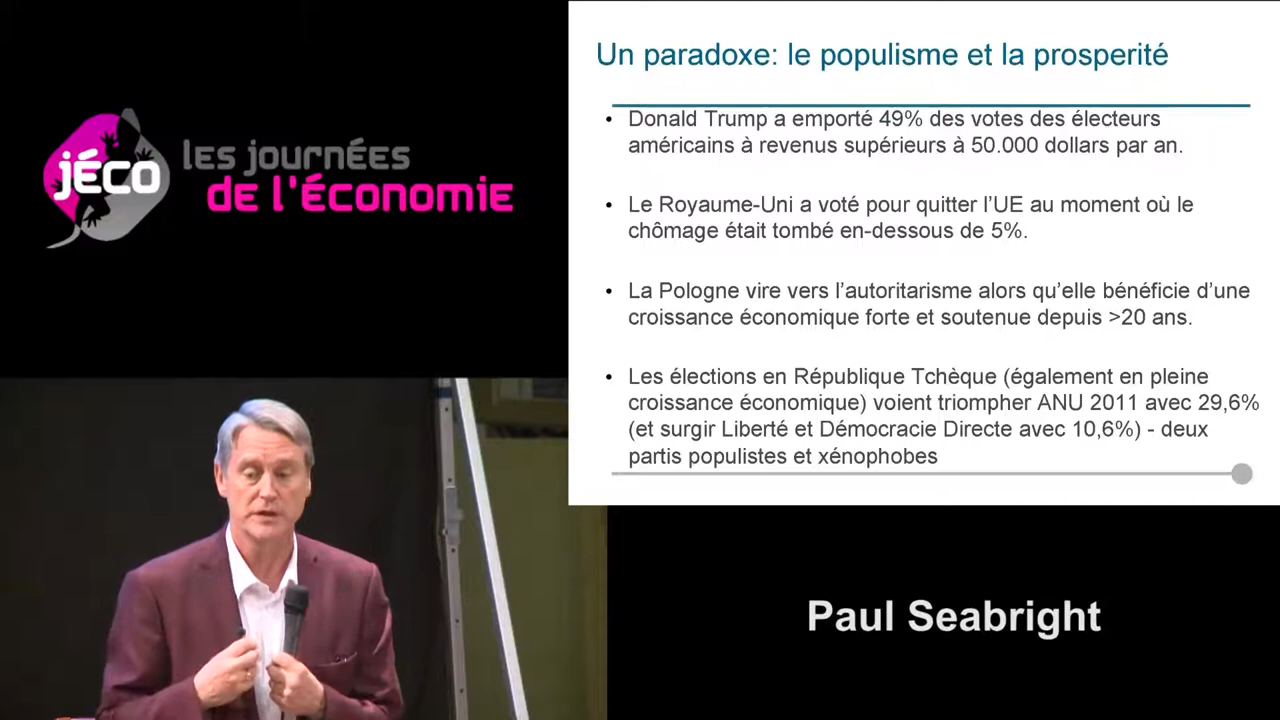 jéco
les journées
de l'économie
Un paradoxe: le populisme et la prosperité
• Donald Trump a emporté 49% des votes des électeurs
américains à revenus supérieurs à 50.000 dollars par an.
• Le Royaume-Uni a voté pour quitter l'UE au moment où le
chômage était tombé en-dessous de 5%.
• La Pologne vire vers l'autoritarisme alors qu'elle bénéficie d'une
croissance économique forte et soutenue depuis >20 ans.
• Les élections en République Tchèque (également en pleine
croissance économique) voient triompher ANU 2011 avec 29,6%
(et surgir Liberté et Démocracie Directe avec 10,6%) - deux
partis populistes et xénophobes
Paul Seabright